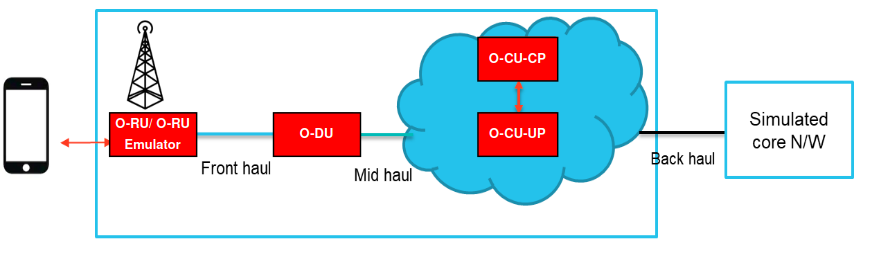 O-CU-CP
O-RU/ O-RU
Emulator
O-DU
O-CU-UP
Simulated
core N/W
Front haul
Mid haul
Back haul